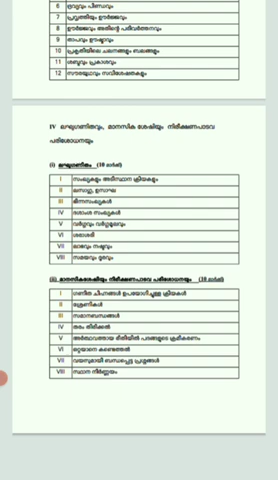 6 ദ്രവ്യവും പിണ്ഡവും
7 പ്രവൃത്തിയും ഊർജ്ജവും
8 ഊർജ്ജവും അതിന്റെ പരിവർത്തനവും
9 താപവും ഊഷ്മാവും
10 പ്രകൃതിയിലെ ചലനങ്ങളും ബലങ്ങളും
11 ശബ്ദവും പ്രകാശവും
12 സൗരയൂഥവും സവിശേഷതകളും
IV ലഘുഗണിതവും, മാനസിക ശേഷിയും നിരീക്ഷണപാടവ
പരിശോധനയും
(i) ലഘുഗണിതം (10 മാർക്ക്)
I സംഖ്യകളും അടിസ്ഥാന ക്രിയകളും
II ലസാഗു, ഉസാഘ
III ഭിന്നസംഖ്യകൾ
IV ദശാംശ സംഖ്യകൾ
V വർഗ്ഗവും വർഗ്ഗമൂലവും
VI ശരാശരി
VII ലാഭവും നഷ്ടവും
VIII സമയവും ദൂരവും
(ii) മാനസികശേഷിയും നിരീക്ഷണപാടവ പരിശോധനയും (10 മാർക്ക്)
I ഗണിത ചിഹ്നങ്ങൾ ഉപയോഗിച്ചുള്ള ക്രിയകൾ
II ശ്രേണികൾ
III സമാനബന്ധങ്ങൾ
IV തരം തിരിക്കൽ
V അർത്ഥവത്തായ രീതിയിൽ പദങ്ങളുടെ ക്രമീകരണം
VI ഒറ്റയാനെ കണ്ടെത്തൽ
VII വയസുമായി ബന്ധപ്പെട്ട പ്രശ്നങ്ങൾ
VIII സ്ഥാന നിർണ്ണയം